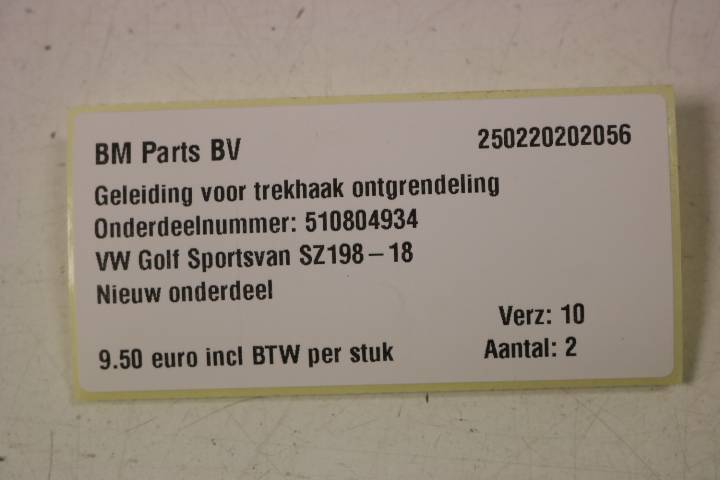 BM Parts BV 250220202056
Geleiding voor trekhaak ontgrendeling
Onderdeelnummer: 510804934
VW Golf Sportsvan SZ198-18
Nieuw onderdeel
Verz: 10
9.50 euro incl BTW per stuk Aantal: 2